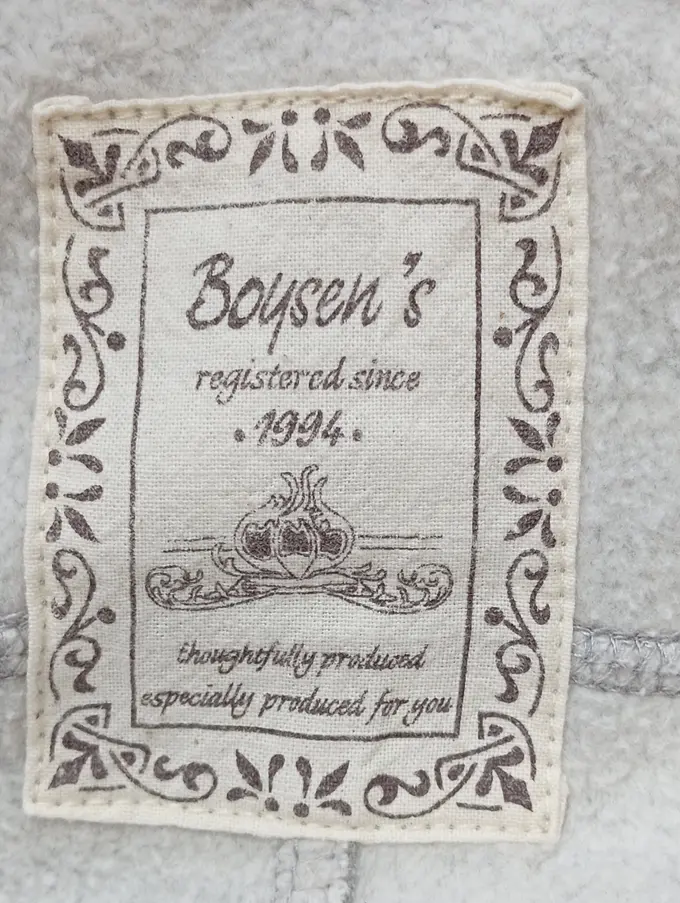 Boysen's
registered since
• 1994 •
thoughtfully produced
especially produced for you